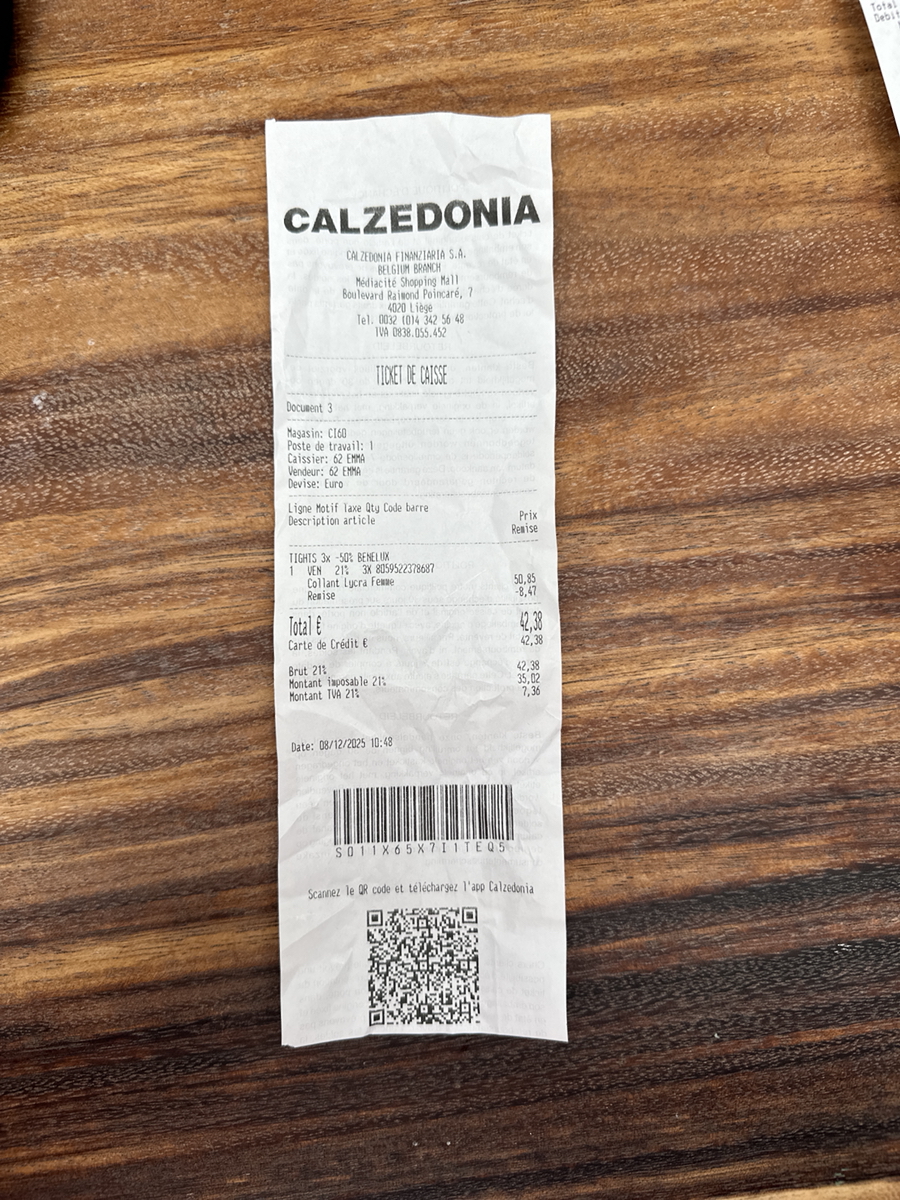 CALZEDONIA
CALZEDONIA FINANZIARIA S.A.
BELGIUM BRANCH
Médiacité Shopping Mall
Boulevard Raimond Poincaré, 7
4020 Liège
Tel. 0032 (0)4 342 56 48
IVA 0838.055.452
TICKET DE CAISSE
Document 3
Magasin: CI60
Poste de travail: 1
Caissier: 62 EMMA
Vendeur: 62 EMMA
Devise: Euro
Ligne Motif Taxe Qty Code barre
Description article Prix
Remise
TIGHTS 3x -50% BENELUX
1 VEN 21% 3X 8059522378687
Collant Lycra Femme 50,85
Remise -8,47
Total € 42,38
Carte de Crédit € 42,38
Brut 21% 42,38
Montant imposable 21% 35,02
Montant IVA 21% 7,36
Date: 08/12/2025 10:48
S011X65X7I1TEQ5
Scannez le QR code et téléchargez l'app Calzedonia
Total